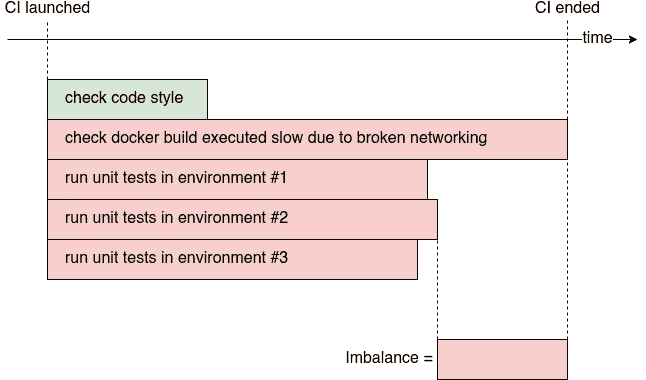 CI launched
CI ended
time
check code style
check docker build executed slow due to broken networking
run unit tests in environment #1
run unit tests in environment #2
run unit tests in environment #3
Imbalance =